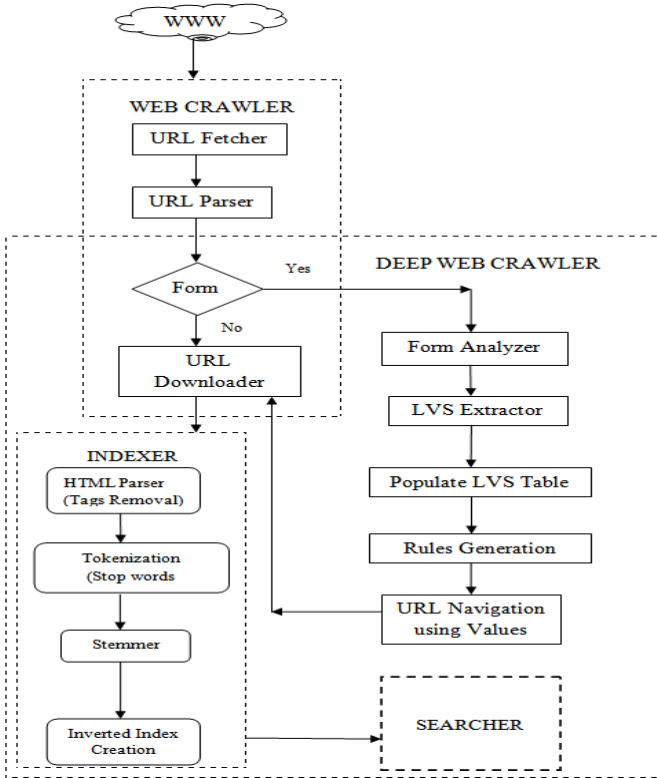 WWW
WEB CRAWLER
URL Fetcher
URL Parser
Form
Yes
No
URL
Downloader
DEEP WEB CRAWLER
Form Analyzer
LVS Extractor
Populate LVS Table
Rules Generation
URL Navigation
using Values
INDEXER
HTML Parser
(Tags Removal)
Tokenization
(Stop words
Stemmer
Inverted Index
Creation
SEARCHER